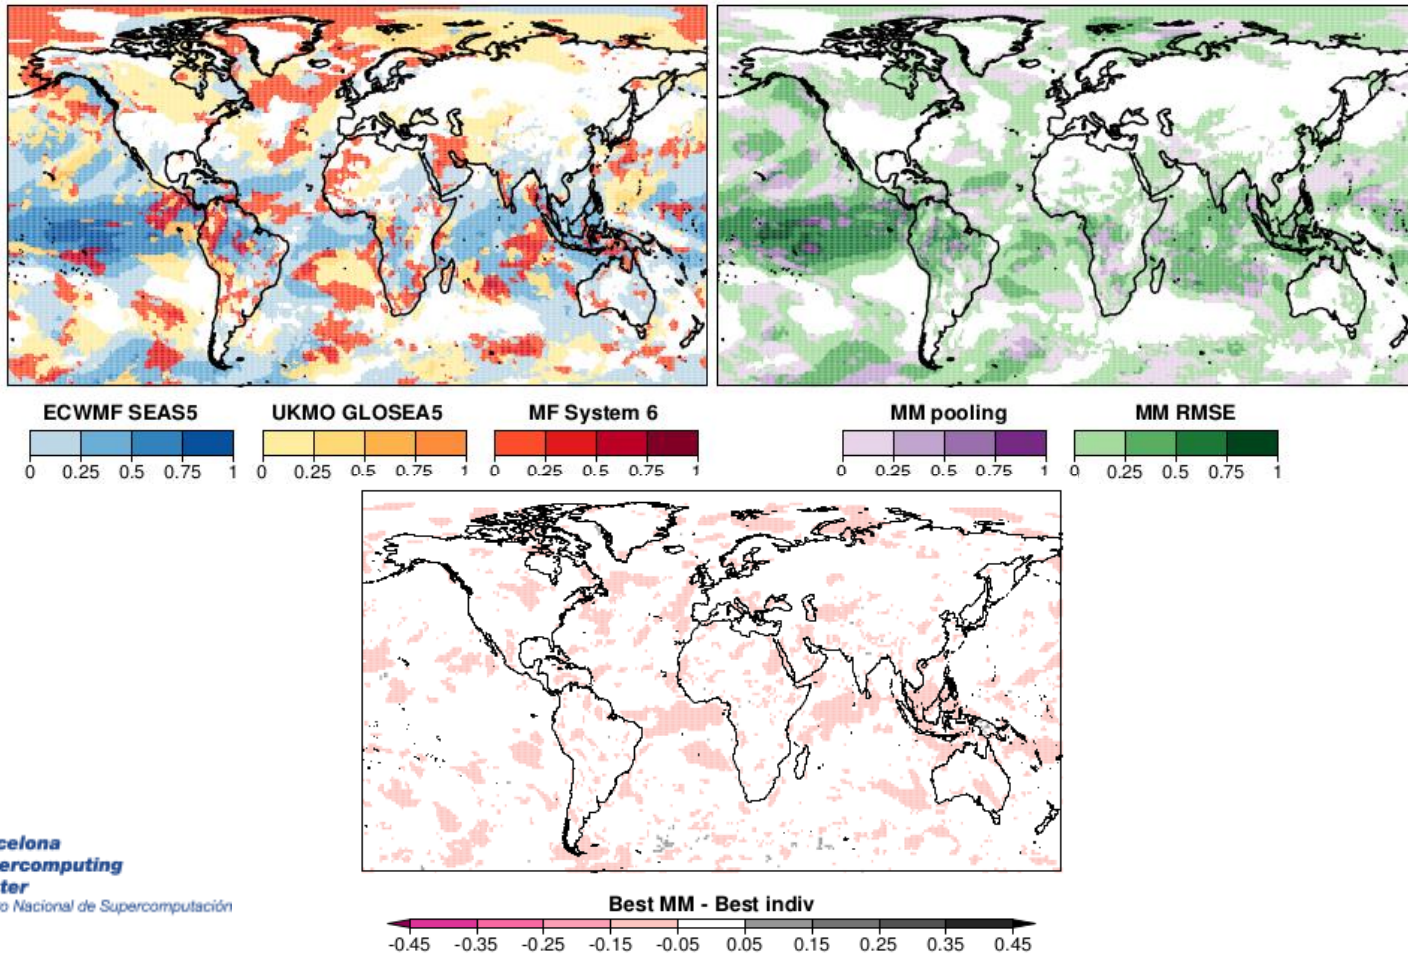 ECWMF SEAS5 UKMO GLOSEA5 MF System 6 MM pooling MM RMSE
0 0.25 0.5 0.75 1 0 0.25 0.5 0.75 1 0 0.25 0.5 0.75 1 0 0.25 0.5 0.75 1 0 0.25 0.5 0.75 1
celona
ercomputing
ter
o Nacional de Supercomputación
Best MM - Best indiv
-0.45 -0.35 -0.25 -0.15 -0.05 0.05 0.15 0.25 0.35 0.45